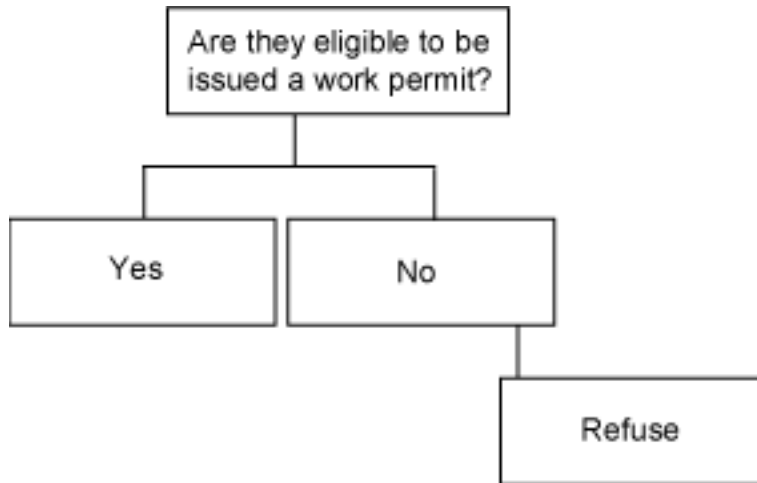 Are they eligible to be
issued a work permit?
Yes
No
Refuse